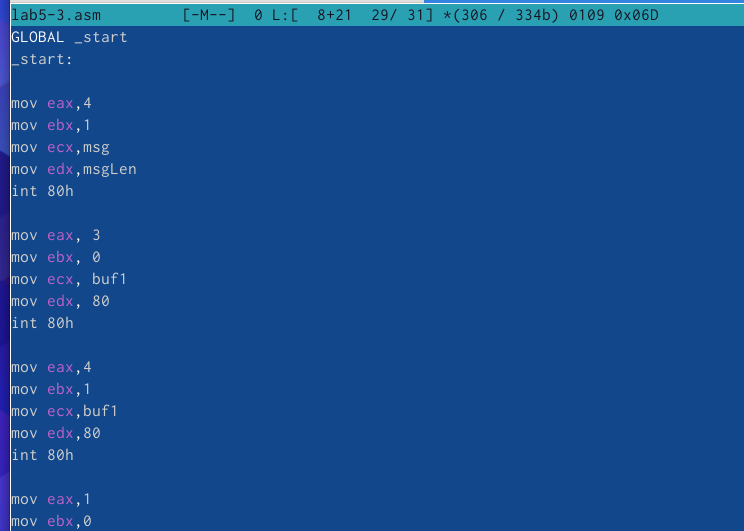 lab5-3.asm         [-M--]  0 L:[  8+21  29/ 31] *(306 / 334b) 0109 0x06D
GLOBAL _start
_start:
mov eax,4
mov ebx,1
mov ecx,msg
mov edx,msgLen
int 80h
mov eax, 3
mov ebx, 0
mov ecx, buf1
mov edx, 80
int 80h
mov eax,4
mov ebx,1
mov ecx,buf1
mov edx,80
int 80h
mov eax,1
mov ebx,0